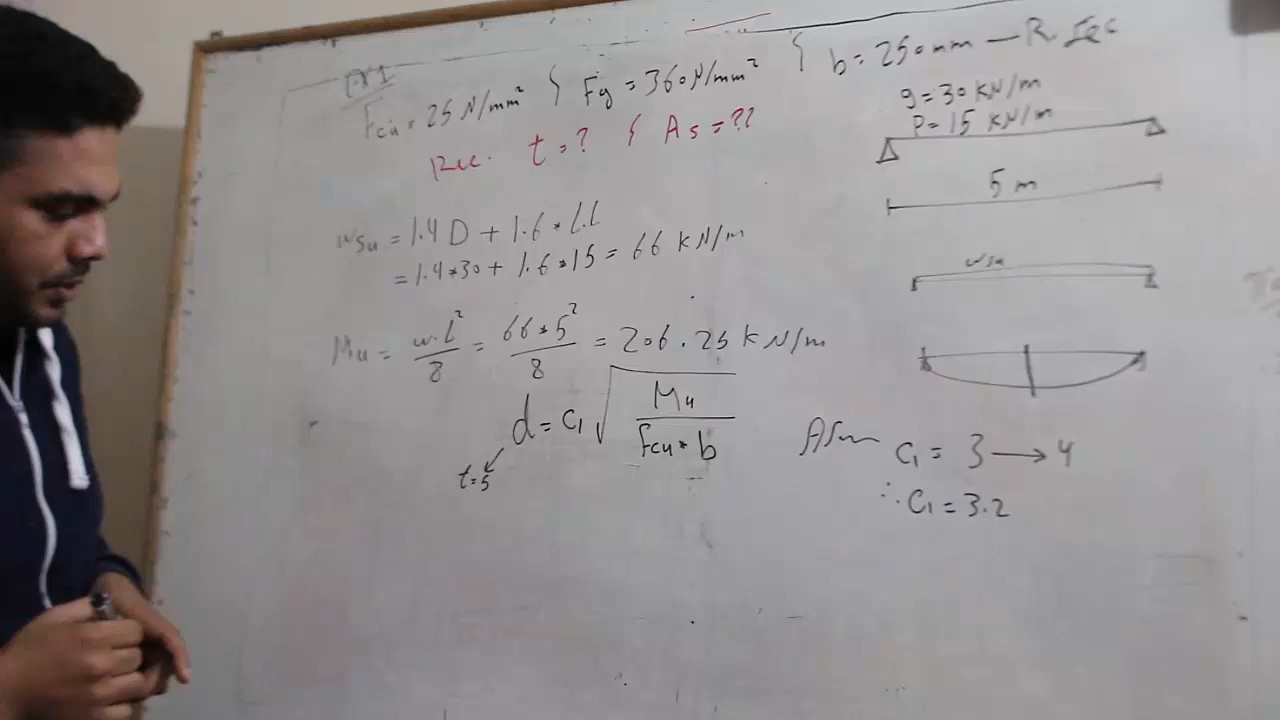 EX1
Fcu = 25 N/mm² { Fy = 360 N/mm² { b = 250 mm — R. Sec
Req. t = ? { As = ??
g = 30 KN/m
P = 15 KN/m
5 m
wsu = 1.4 D + 1.6 * L.L
= 1.4*30 + 1.6*15 = 66 KN/m
wsu
Mu = w.L²/8 = 66*5²/8 = 206.25 KN/m
d = C1 √(Mu / Fcu * b)
t=5
Asum C1 = 3 → 4
∴ C1 = 3.2